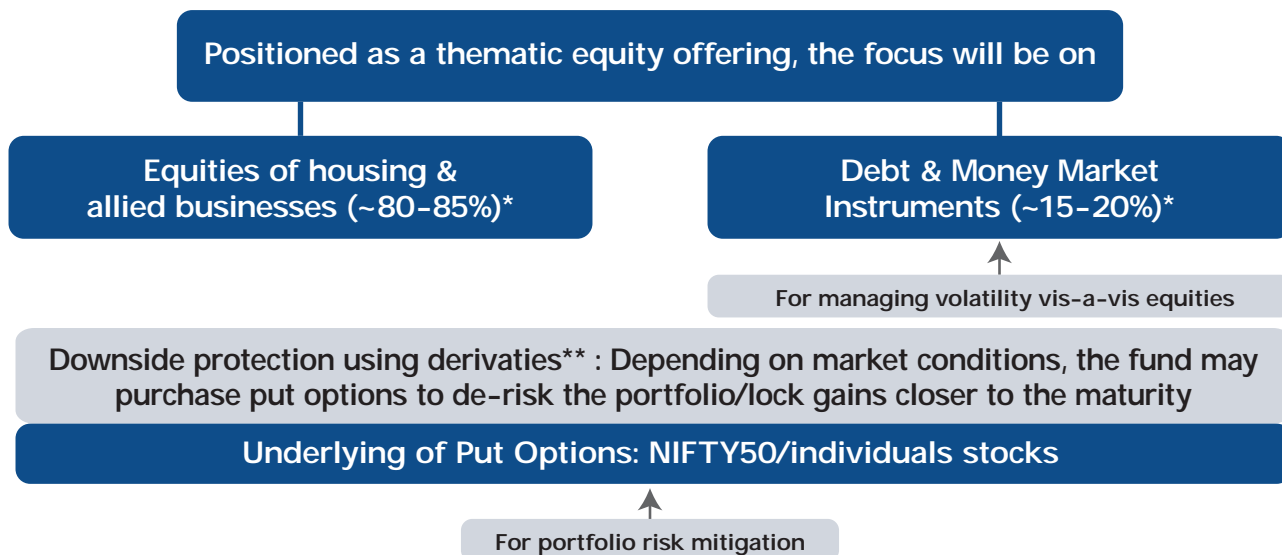 Positioned as a thematic equity offering, the focus will be on
Equities of housing &
allied businesses (~80-85%)*
Debt & Money Market
Instruments (~15-20%)*
For managing volatility vis-a-vis equities
Downside protection using derivaties** : Depending on market conditions, the fund may
purchase put options to de-risk the portfolio/lock gains closer to the maturity
Underlying of Put Options: NIFTY50/individuals stocks
For portfolio risk mitigation